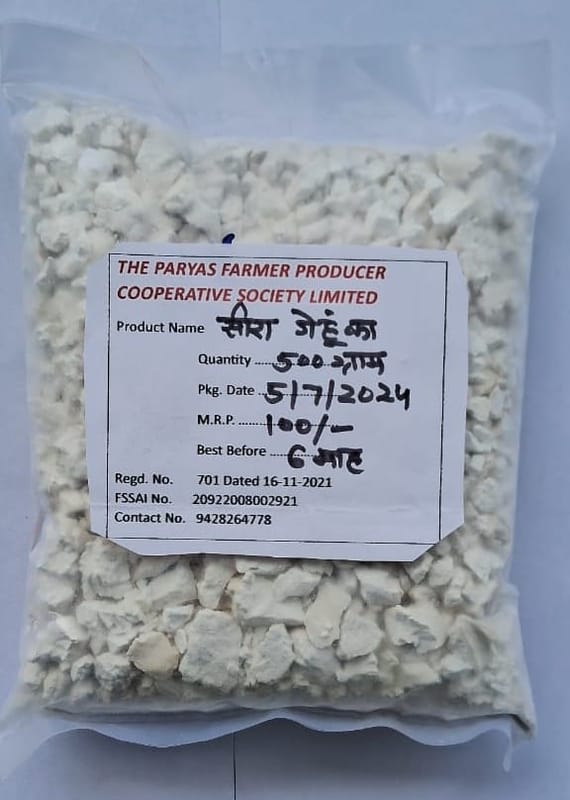 THE PARYAS FARMER PRODUCER
COOPERATIVE SOCIETY LIMITED
Product Name सीरा गेहूं का
Quantity ...... 500 ग्राम
Pkg. Date ..5/7/2024
M.R.P. ........ 100/-
Best Before .... 6 माह
Regd. No. 701 Dated 16-11-2021
FSSAI No. 20922008002921
Contact No. 9428264778